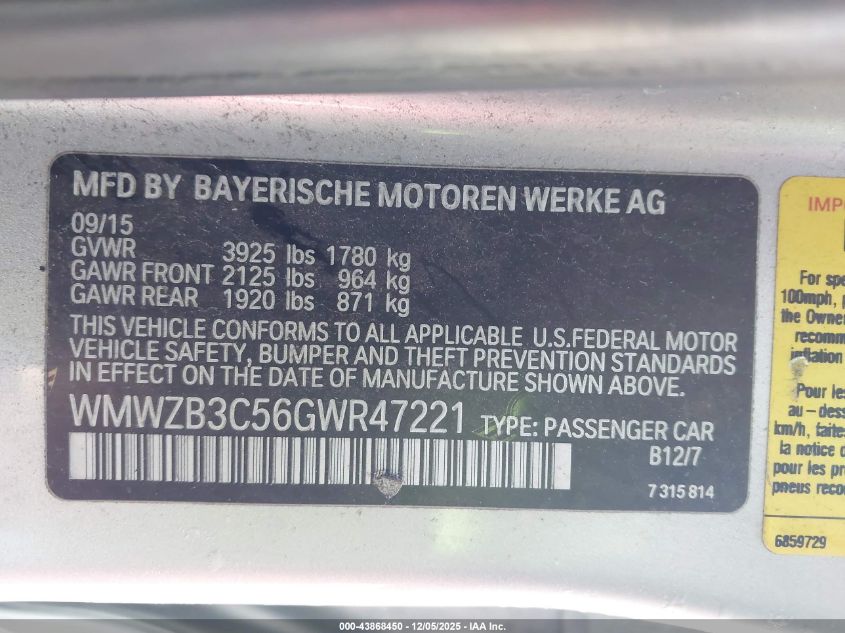 MFD BY BAYERISCHE MOTOREN WERKE AG
09/15
GVWR 3925 lbs 1780 kg
GAWR FRONT 2125 lbs 964 kg
GAWR REAR 1920 lbs 871 kg
THIS VEHICLE CONFORMS TO ALL APPLICABLE U.S.FEDERAL MOTOR
VEHICLE SAFETY, BUMPER AND THEFT PREVENTION STANDARDS
IN EFFECT ON THE DATE OF MANUFACTURE SHOWN ABOVE.
WMWZB3C56GWR47221 TYPE: PASSENGER CAR
B12/7
7 315 814
IMP
For spe
100mph, p
the Owner
recomm
inflation
Pour les
au-dess
km/h, faites
la notice d
pour les pr
pneus reco
6859729
000-43868450 - 12/05/2025 - IAA Inc.